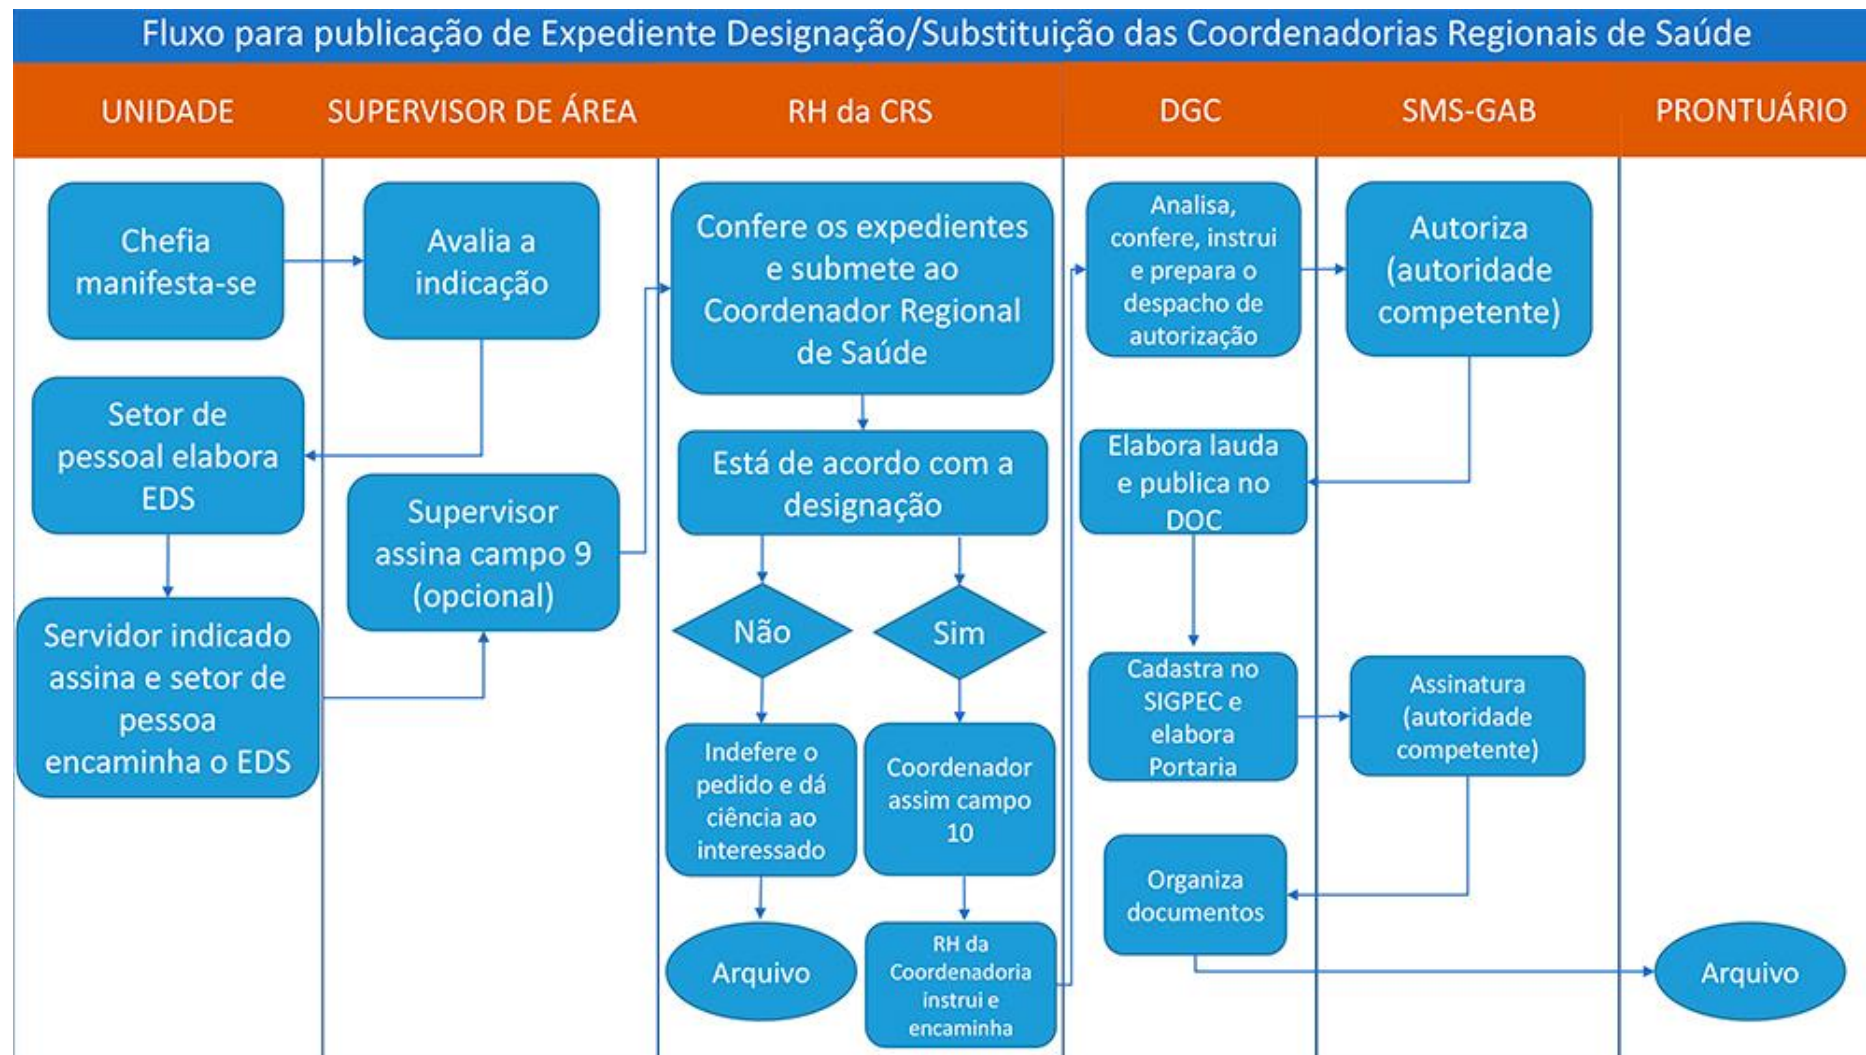 Fluxo para publicação de Expediente Designação/Substituição das Coordenadorias Regionais de Saúde
UNIDADE
SUPERVISOR DE ÁREA
RH da CRS
DGC
SMS-GAB
PRONTUÁRIO
Chefia
manifesta-se
Setor de
pessoal elabora
EDS
Servidor indicado
assina e setor de
pessoa
encaminha o EDS
Avalia a
indicação
Supervisor
assina campo 9
(opcional)
Confere os expedientes
e submete ao
Coordenador Regional
de Saúde
Está de acordo com a
designação
Não
Sim
Indefere o
pedido e dá
ciência ao
interessado
Coordenador
assim campo
10
Arquivo
RH da
Coordenadoria
instrui e
encaminha
Analisa,
confere, instrui
e prepara o
despacho de
autorização
Elabora lauda
e publica no
DOC
Cadastra no
SIGPEC e
elabora
Portaria
Organiza
documentos
Autoriza
(autoridade
competente)
Assinatura
(autoridade
competente)
Arquivo